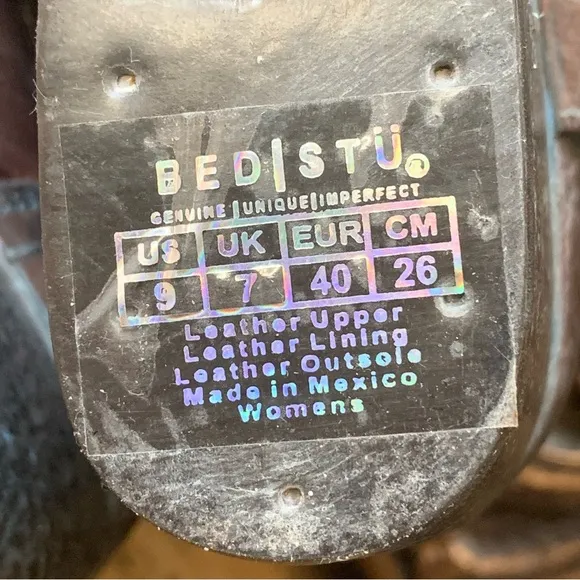 BED|STÜ®
GENUINE|UNIQUE|IMPERFECT
US UK EUR CM
9 7 40 26
Leather Upper
Leather Lining
Leather Outsole
Made in Mexico
Womens